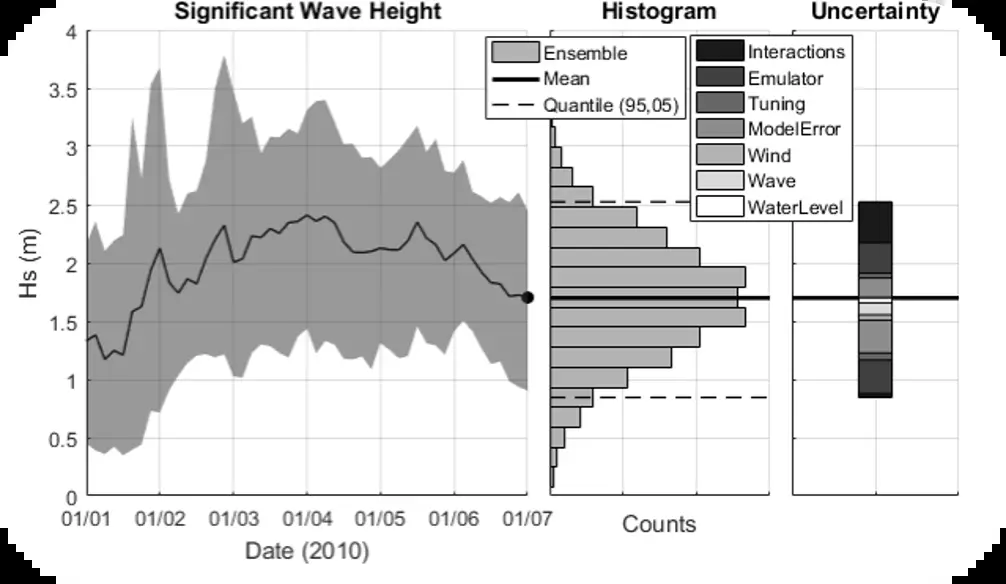 Significant Wave Height
Histogram
Uncertainty
Hs (m)
4
3.5
3
2.5
2
1.5
1
0.5
0
01/01 01/02 01/03 01/04 01/05 01/06 01/07
Date (2010)
Ensemble
Mean
Quantile (95,05)
Counts
Interactions
Emulator
Tuning
ModelError
Wind
Wave
WaterLevel